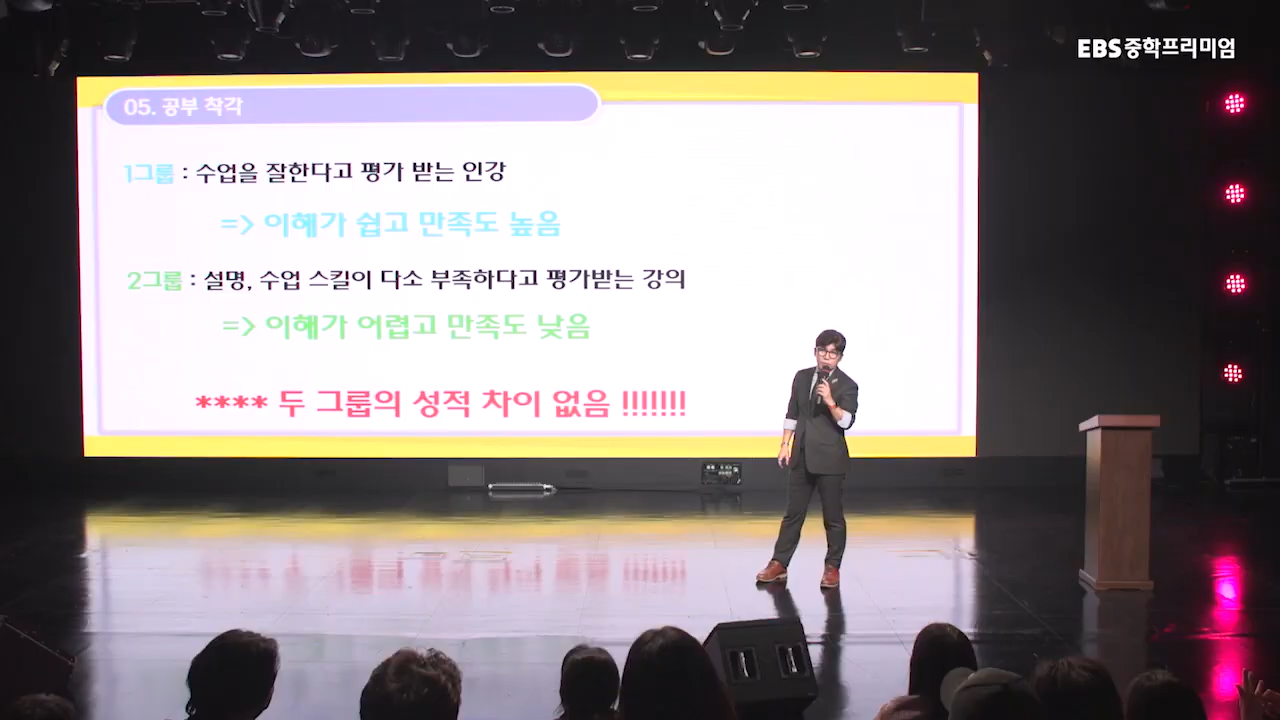 EBS 중학프리미엄
05. 공부 착각
1그룹 : 수업을 잘한다고 평가 받는 인강
=> 이해가 쉽고 만족도 높음
2그룹 : 설명, 수업 스킬이 다소 부족하다고 평가받는 강의
=> 이해가 어렵고 만족도 낮음
**** 두 그룹의 성적 차이 없음 !!!!!!!